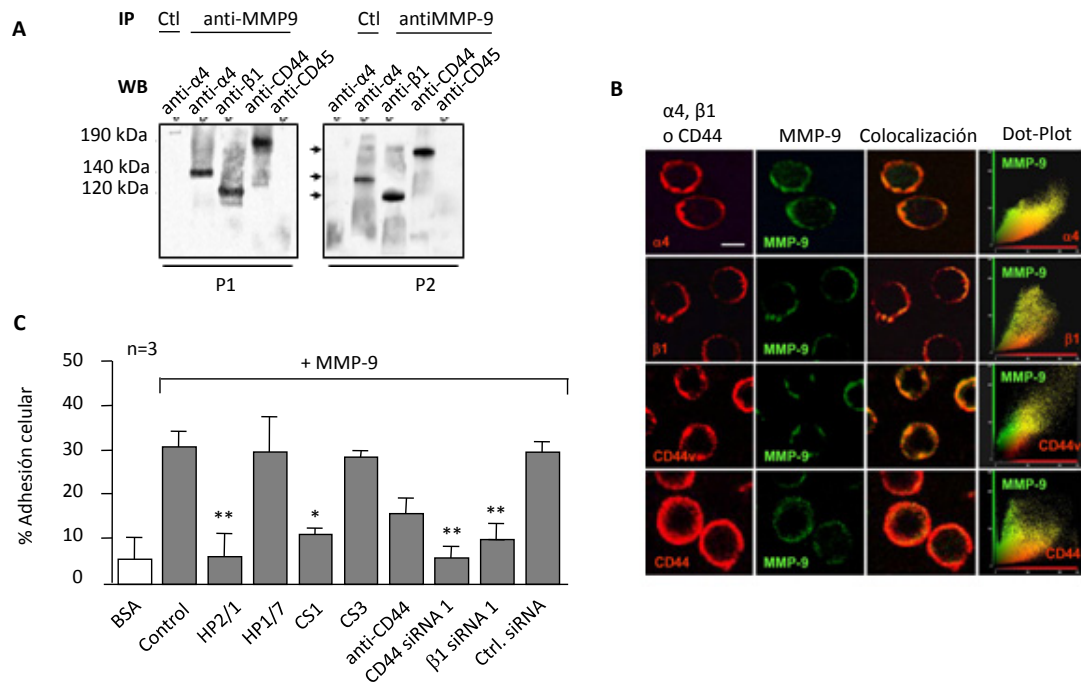 A
IP Ctl anti-MMP9 Ctl antiMMP-9
WB anti-α4 anti-α4 anti-β1 anti-CD44 anti-CD45 anti-α4 anti-α4 anti-β1 anti-CD44 anti-CD45
190 kDa
140 kDa
120 kDa
P1 P2
B
α4, β1
o CD44 MMP-9 Colocalización Dot-Plot
α4 MMP-9 MMP-9 α4
β1 MMP-9 MMP-9 β1
CD44v MMP-9 MMP-9 CD44v
CD44 MMP-9 MMP-9 CD44
C
n=3
+ MMP-9
% Adhesión celular
50
40
30
20
10
0
** * ** **
BSA Control HP2/1 HP1/7 CS1 CS3 anti-CD44 CD44 siRNA 1 β1 siRNA 1 Ctrl. siRNA